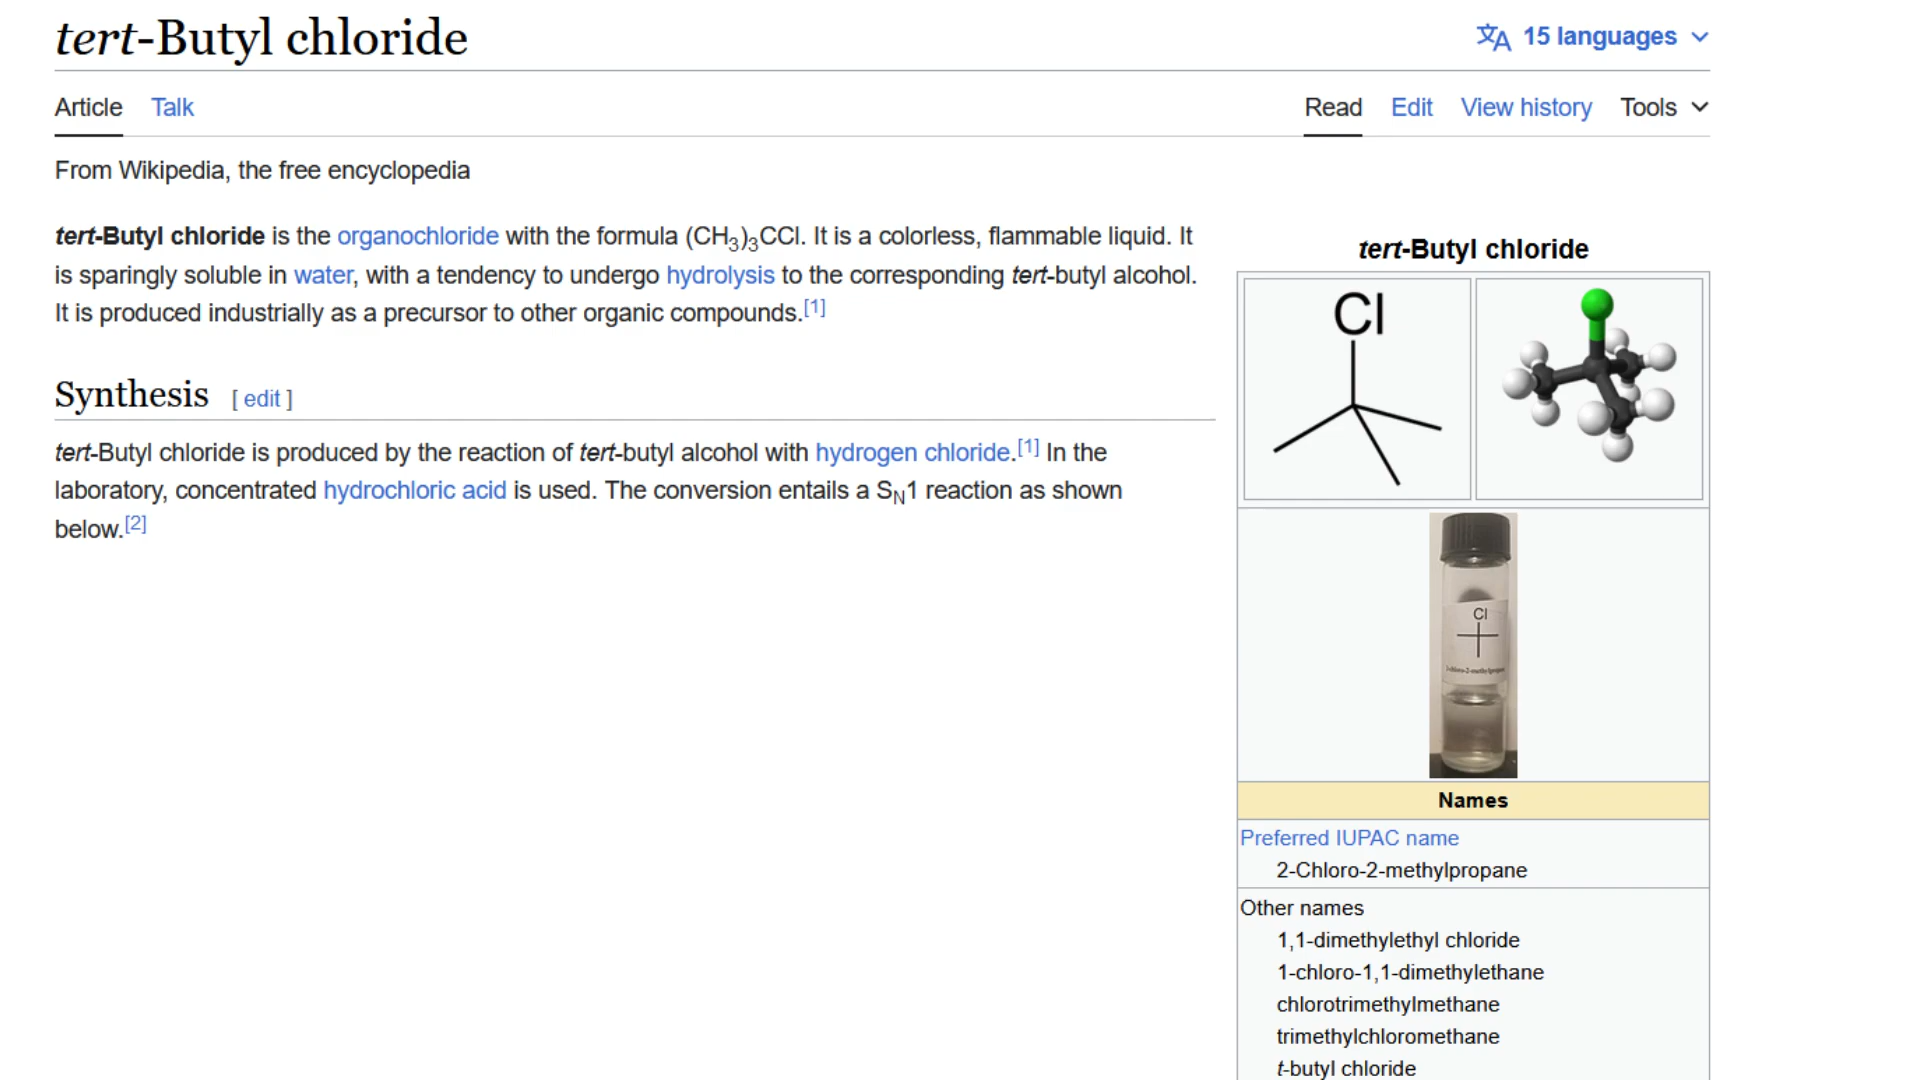 tert-Butyl chloride
15 languages
Article Talk
Read Edit View history Tools
From Wikipedia, the free encyclopedia
tert-Butyl chloride is the organochloride with the formula (CH3)3CCl. It is a colorless, flammable liquid. It
is sparingly soluble in water, with a tendency to undergo hydrolysis to the corresponding tert-butyl alcohol.
It is produced industrially as a precursor to other organic compounds.[1]
Synthesis [ edit ]
tert-Butyl chloride is produced by the reaction of tert-butyl alcohol with hydrogen chloride.[1] In the
laboratory, concentrated hydrochloric acid is used. The conversion entails a SN1 reaction as shown
below.[2]
tert-Butyl chloride
Cl
Cl
2-chloro-2-methylpropane
Names
Preferred IUPAC name
2-Chloro-2-methylpropane
Other names
1,1-dimethylethyl chloride
1-chloro-1,1-dimethylethane
chlorotrimethylmethane
trimethylchloromethane
t-butyl chloride